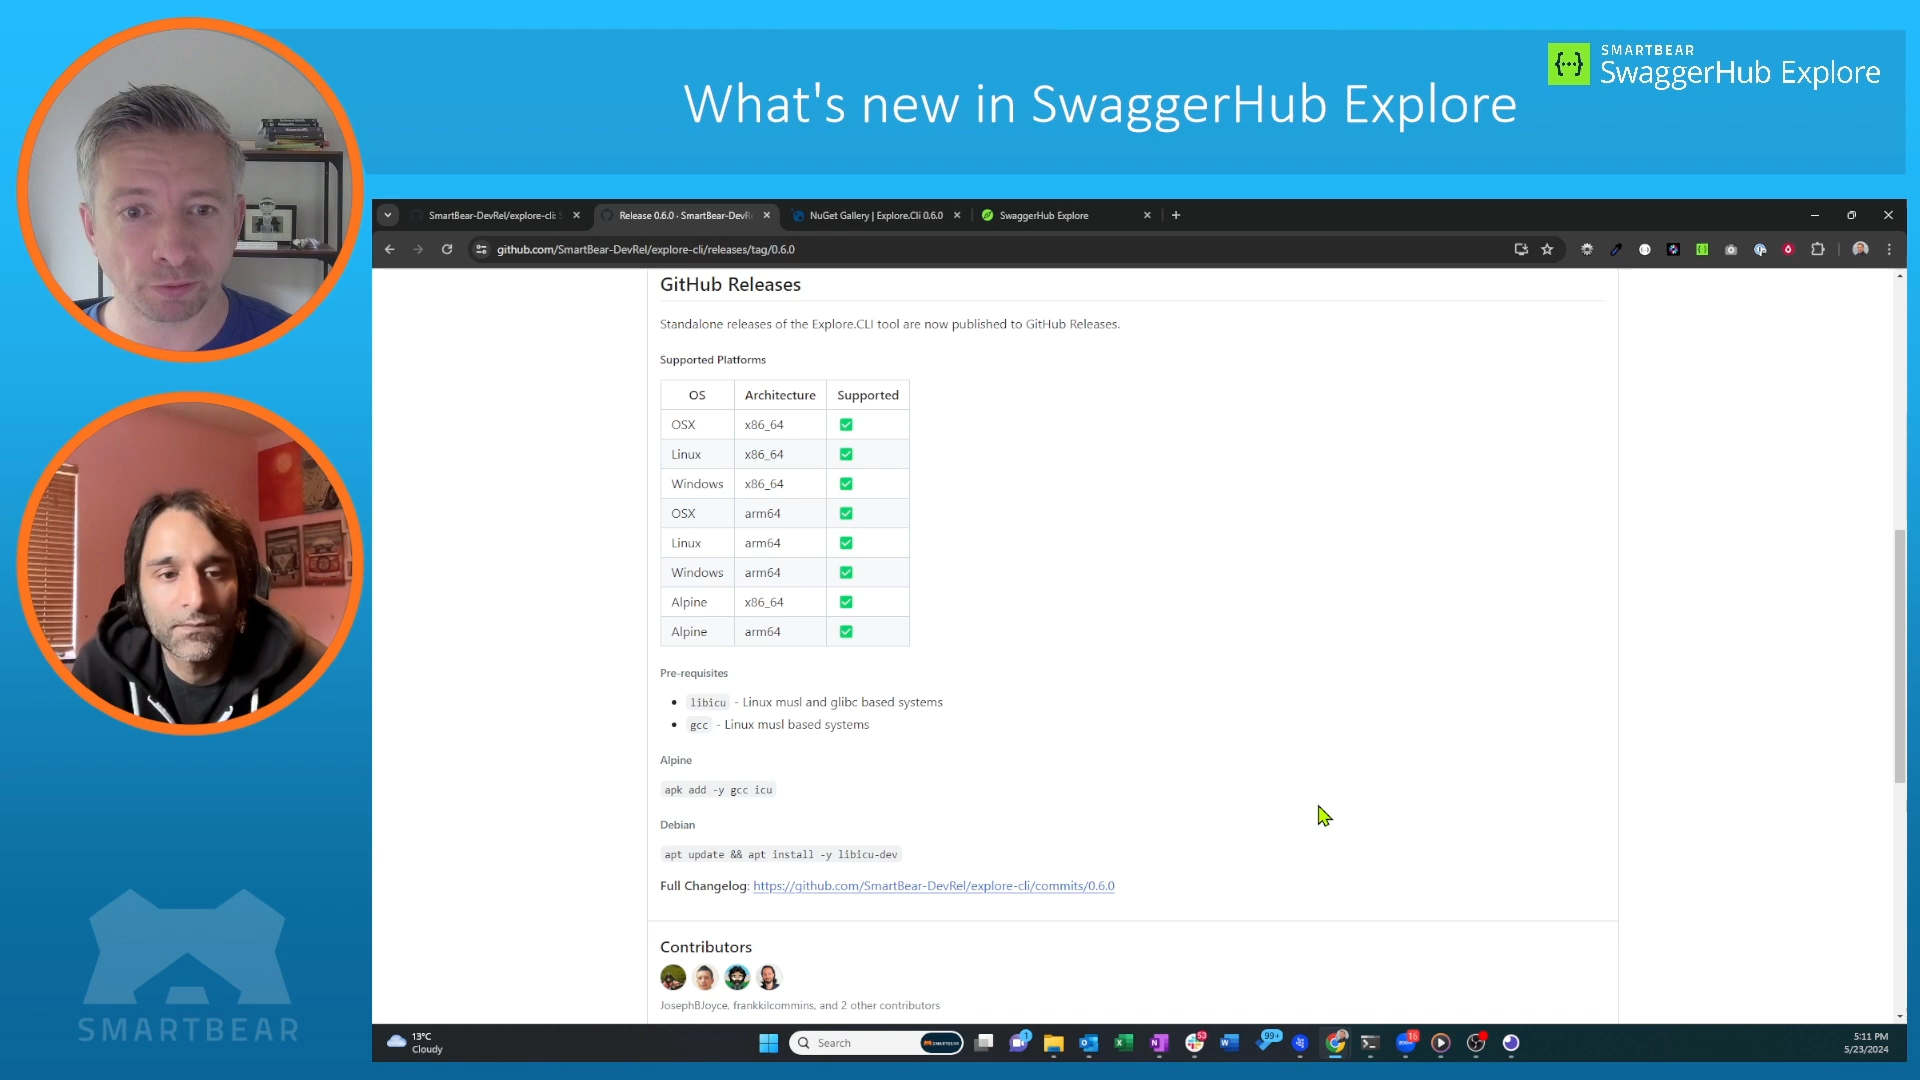 What's new in SwaggerHub Explore
SMARTBEAR
SwaggerHub Explore
SmartBear-DevRel/explore-cli: S
Release 0.6.0 · SmartBear-DevRe
NuGet Gallery | Explore.Cli 0.6.0
SwaggerHub Explore
github.com/SmartBear-DevRel/explore-cli/releases/tag/0.6.0
GitHub Releases
Standalone releases of the Explore.CLI tool are now published to GitHub Releases.
Supported Platforms
OS Architecture Supported
OSX x86_64 ✅
Linux x86_64 ✅
Windows x86_64 ✅
OSX arm64 ✅
Linux arm64 ✅
Windows arm64 ✅
Alpine x86_64 ✅
Alpine arm64 ✅
Pre-requisites
• libicu - Linux musl and glibc based systems
• gcc - Linux musl based systems
Alpine
apk add -y gcc icu
Debian
apt update && apt install -y libicu-dev
Full Changelog: https://github.com/SmartBear-DevRel/explore-cli/commits/0.6.0
Contributors
JosephBJoyce, frankkilcommins, and 2 other contributors
SMARTBEAR
13°C
Cloudy
Search
SMARTBEAR
1
53
99+
16
5:11 PM
5/23/2024